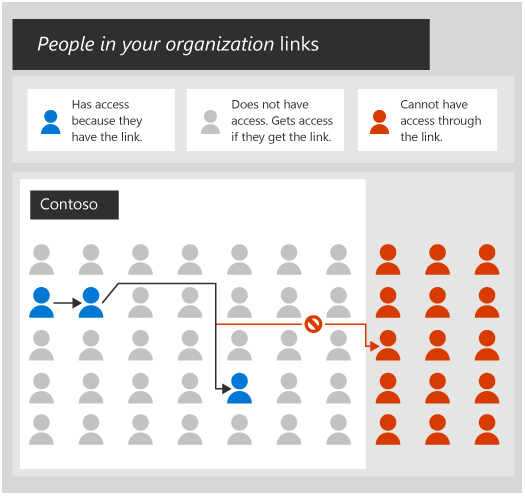 People in your organization links
Has access
because they
have the link.
Does not have
access. Gets access
if they get the link.
Cannot have
access through
the link.
Contoso